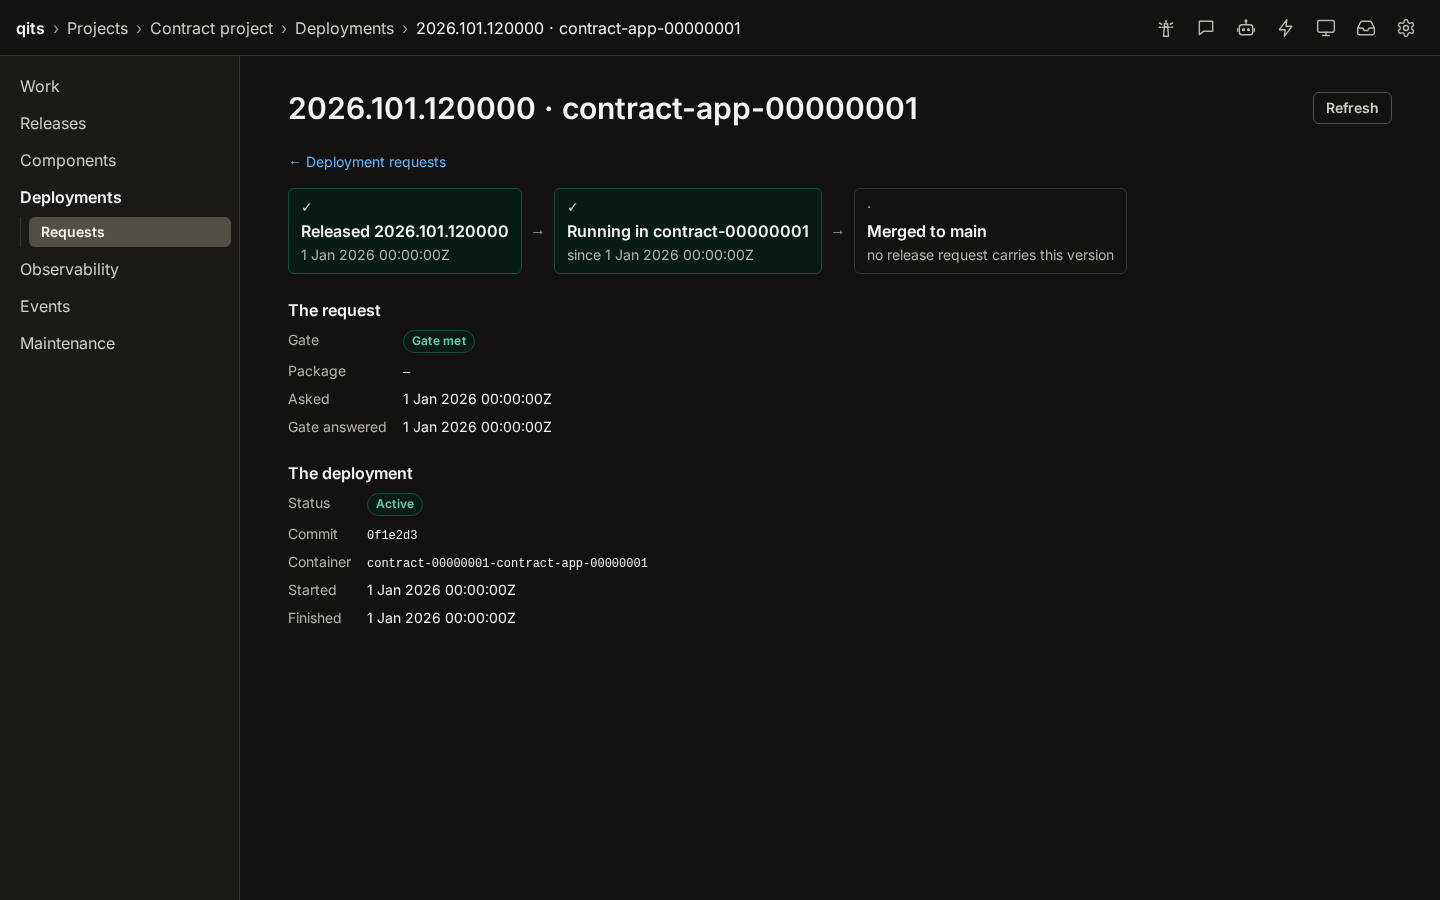 qits › Projects › Contract project › Deployments › 2026.101.120000 · contract-app-00000001
Work
Releases
Components
Deployments
Requests
Observability
Events
Maintenance
2026.101.120000 · contract-app-00000001
Refresh
← Deployment requests
✓
Released 2026.101.120000
1 Jan 2026 00:00:00Z
→
✓
Running in contract-00000001
since 1 Jan 2026 00:00:00Z
→
·
Merged to main
no release request carries this version
The request
Gate Gate met
Package –
Asked 1 Jan 2026 00:00:00Z
Gate answered 1 Jan 2026 00:00:00Z
The deployment
Status Active
Commit 0f1e2d3
Container contract-00000001-contract-app-00000001
Started 1 Jan 2026 00:00:00Z
Finished 1 Jan 2026 00:00:00Z